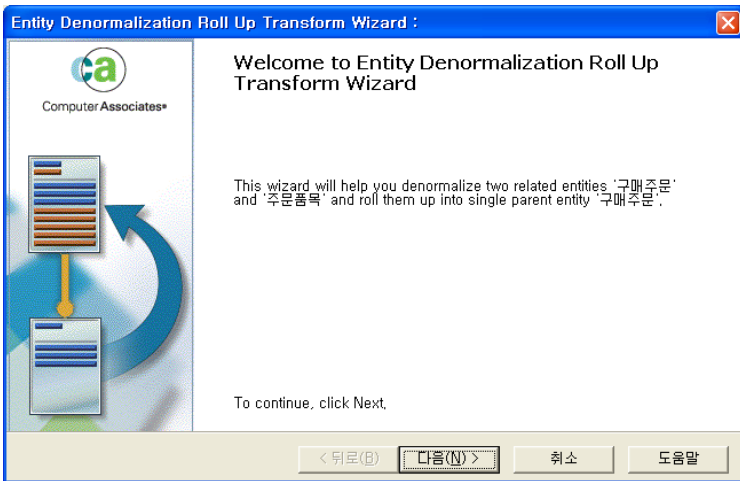 Entity Denormalization Roll Up Transform Wizard :
ca
Computer Associates®
Welcome to Entity Denormalization Roll Up
Transform Wizard
This wizard will help you denormalize two related entities '구매주문'
and '주문품목' and roll them up into single parent entity '구매주문'.
To continue, click Next.
< 뒤로(B)
다음(N) >
취소
도움말